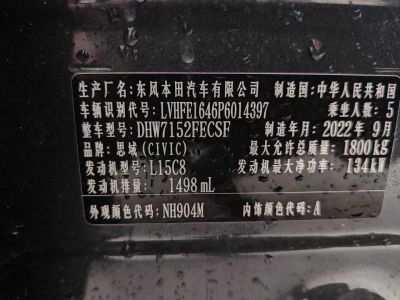 生产厂名：东风本田汽车有限公司 制造国：中华人民共和国
车辆识别代号：LVHFE1646P6014397 乘坐人数：5
整车型号：DHW7152FECSF 制造年月：2022年9月
品牌：思域(CIVIC) 最大允许总质量：1800kg
发动机型号：L15C8 发动机最大净功率：134kW
发动机排量：1498mL
外观颜色代码：NH904M 内饰颜色代码：A